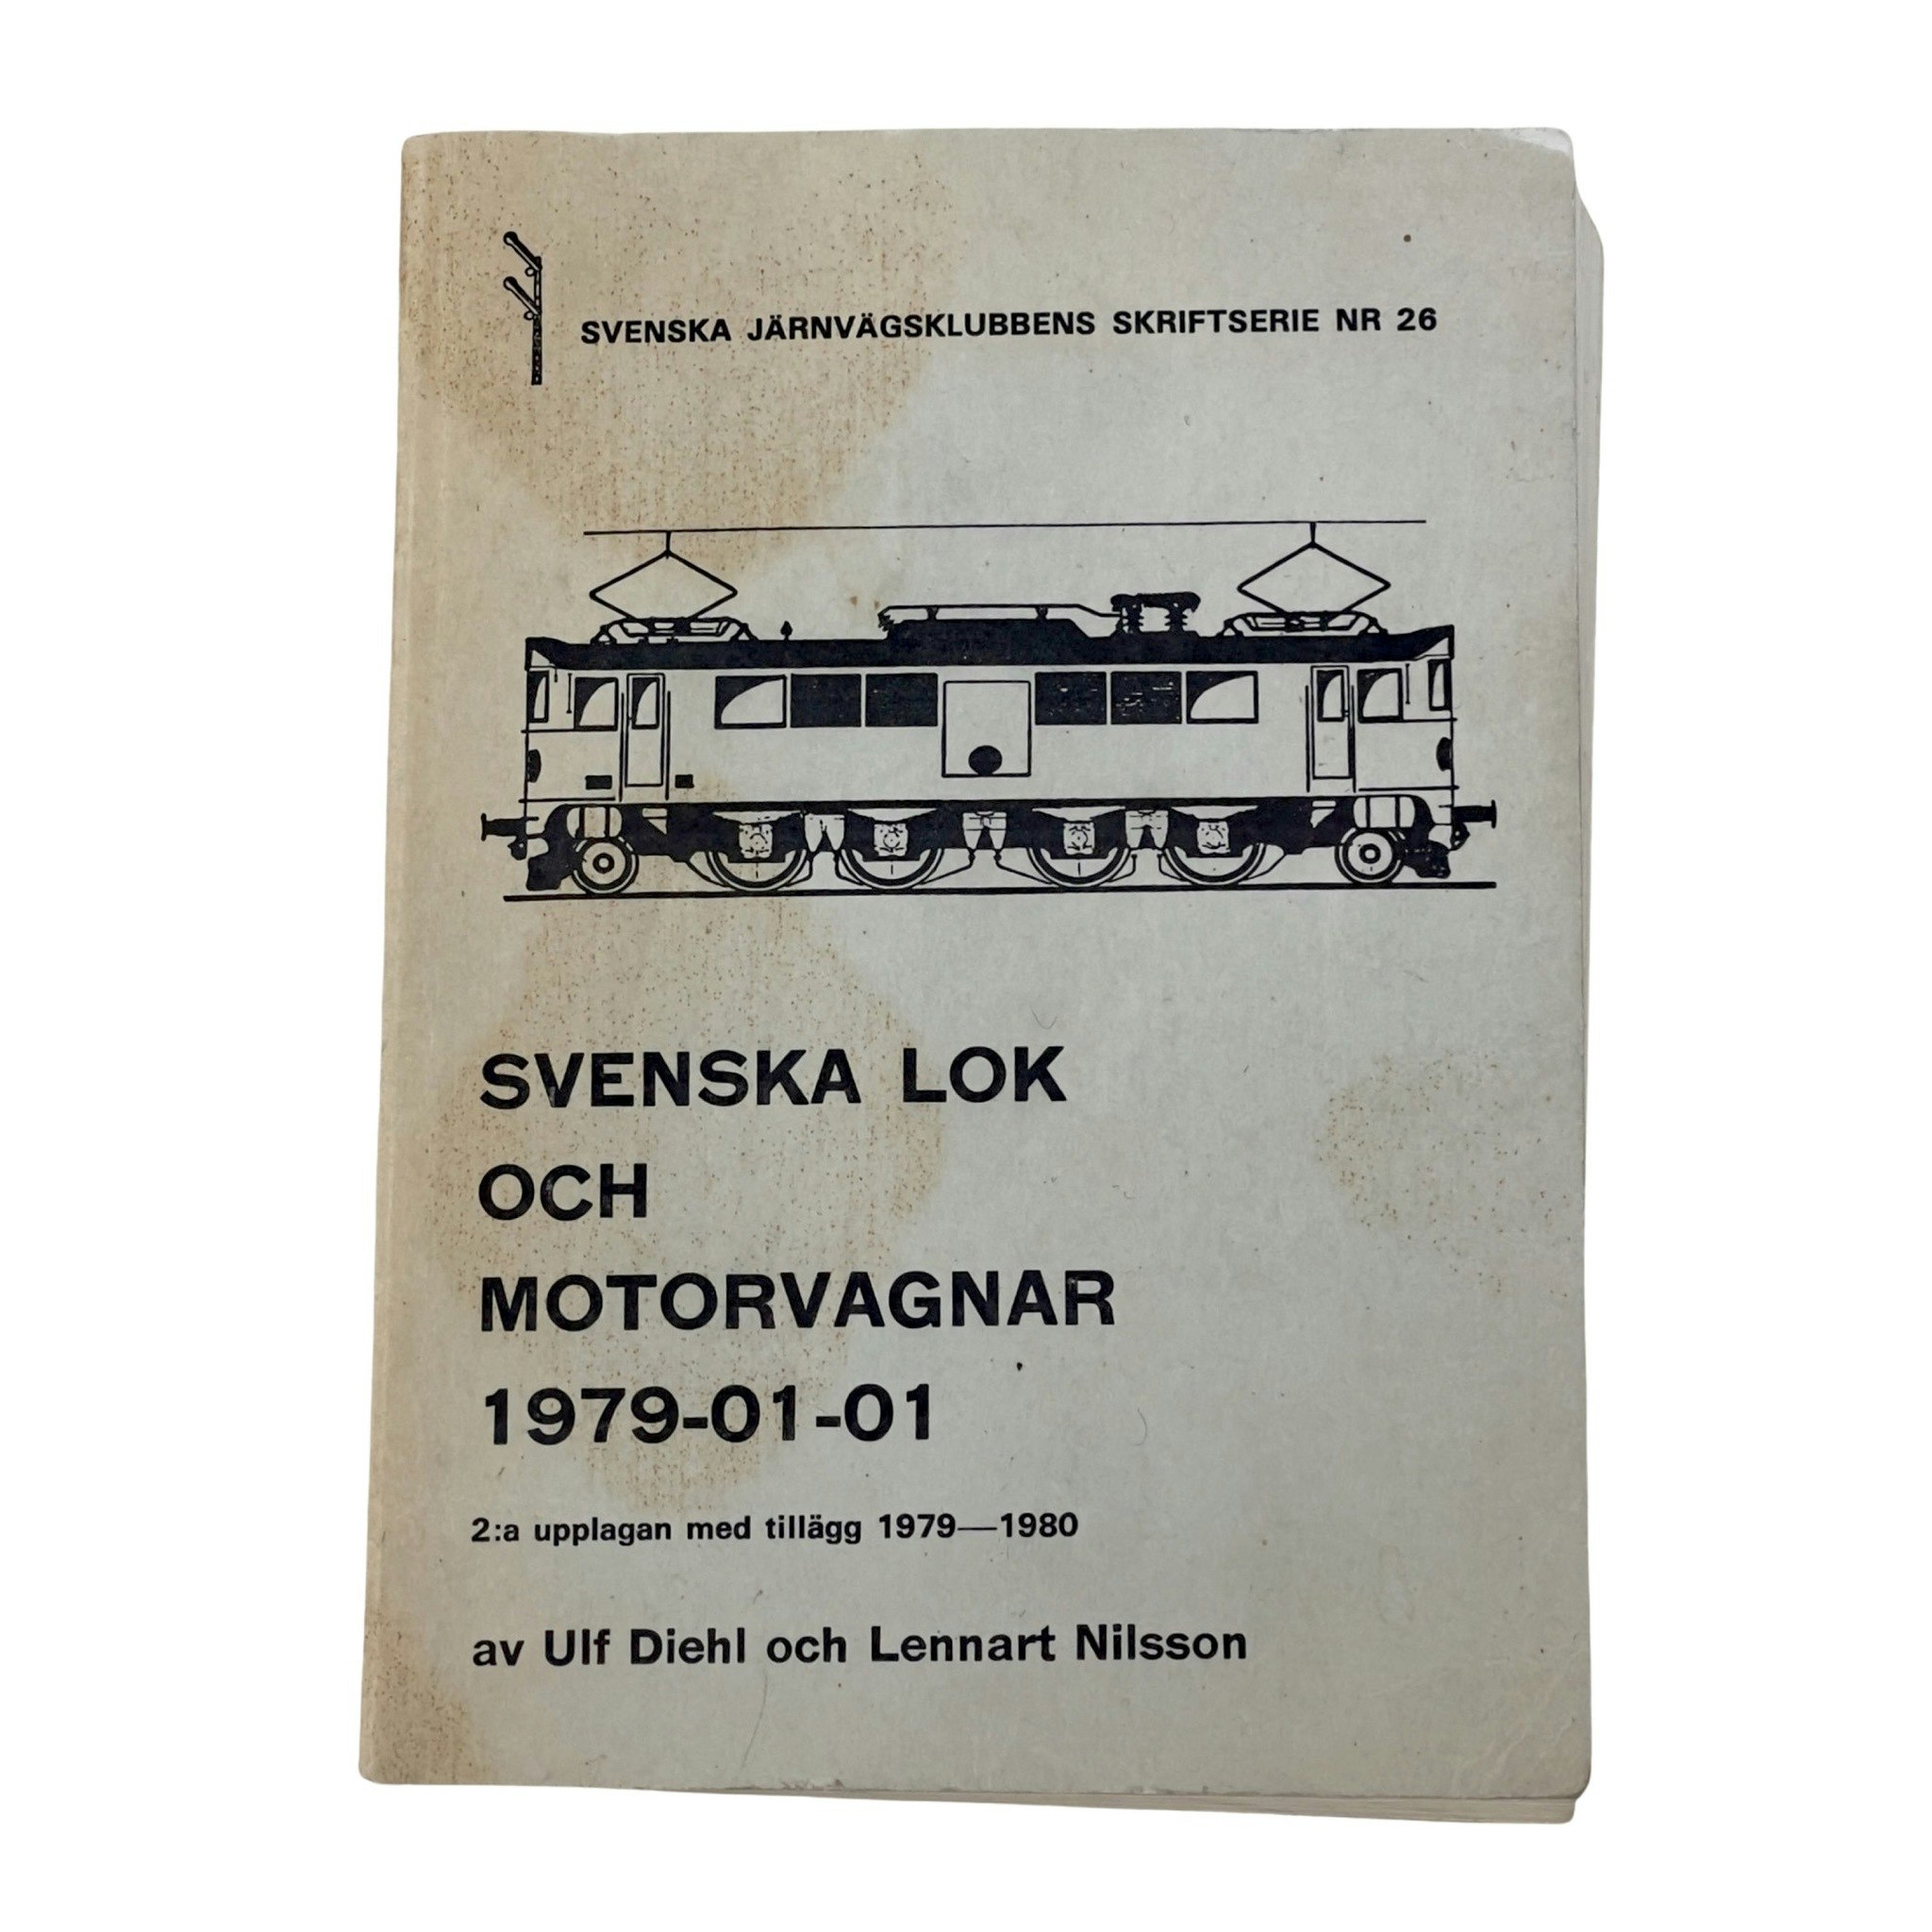 SVENSKA JÄRNVÄGSKLUBBENS SKRIFTSERIE NR 26
SVENSKA LOK
OCH
MOTORVAGNAR
1979-01-01
2:a upplagan med tillägg 1979—1980
av Ulf Diehl och Lennart Nilsson